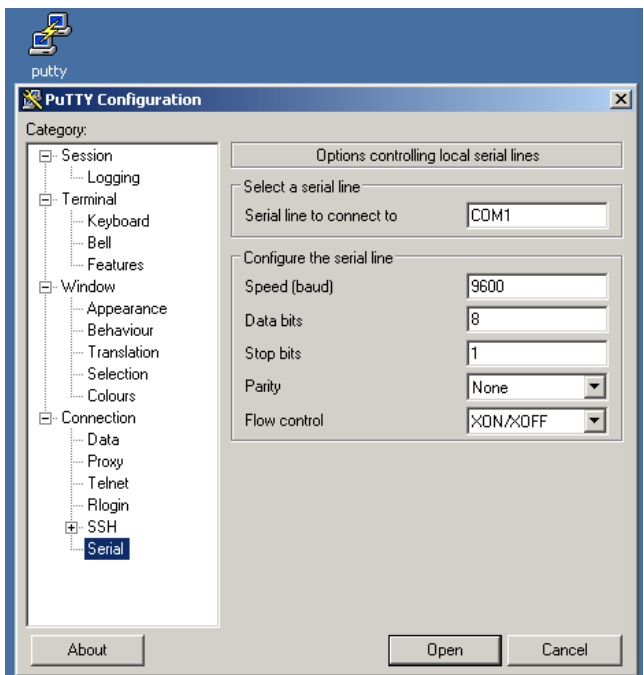 putty
PuTTY Configuration
Category:
Session
Logging
Terminal
Keyboard
Bell
Features
Window
Appearance
Behaviour
Translation
Selection
Colours
Connection
Data
Proxy
Telnet
Rlogin
SSH
Serial
Options controlling local serial lines
Select a serial line
Serial line to connect to COM1
Configure the serial line
Speed (baud) 9600
Data bits 8
Stop bits 1
Parity None
Flow control XON/XOFF
About Open Cancel